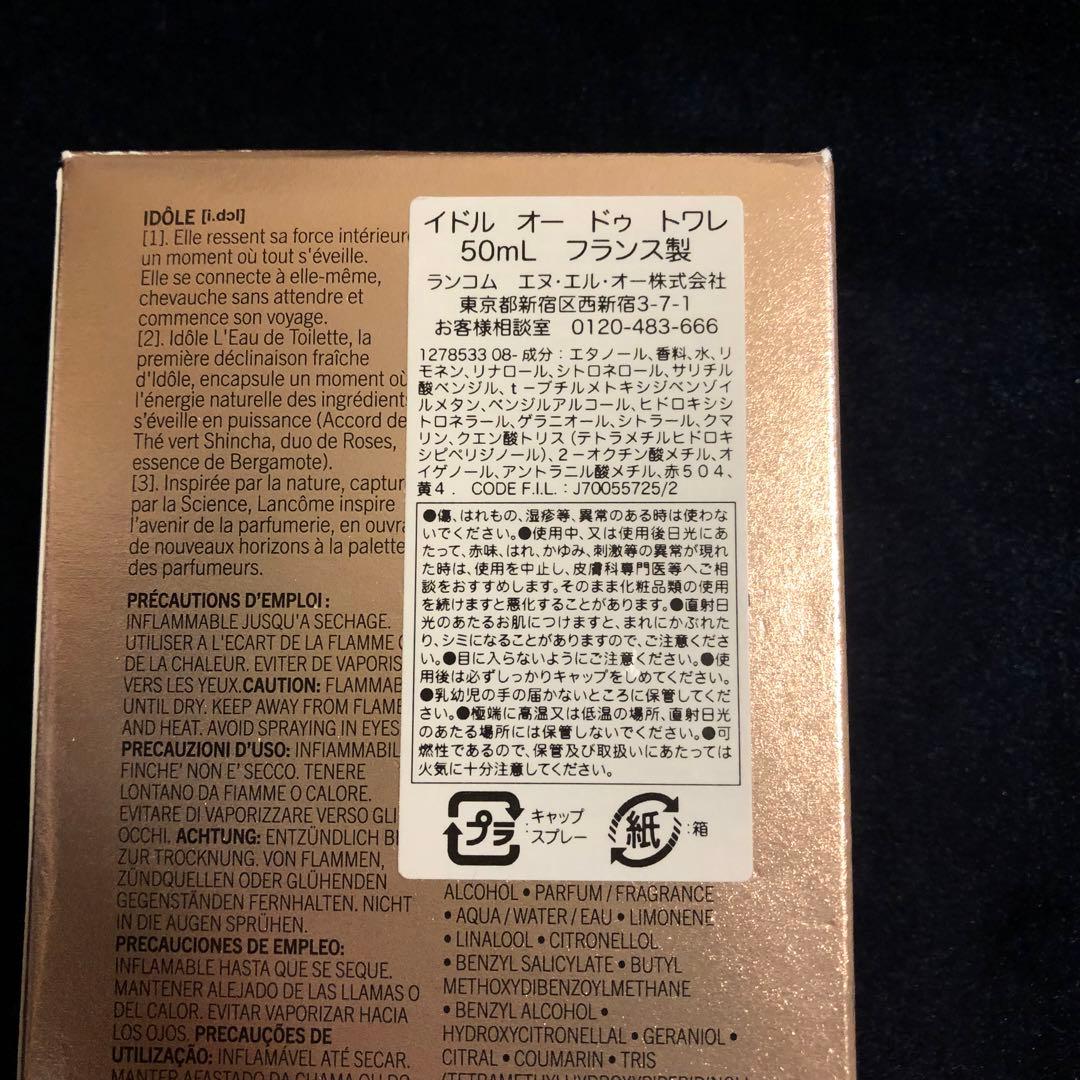 IDÔLE [i.dɔl]
[1]. Elle ressent sa force intérieur
un moment où tout s'éveille.
Elle se connecte à elle-même,
chevauche sans attendre et
commence son voyage.
[2]. Idôle L'Eau de Toilette, la
première déclinaison fraîche
d'Idôle, encapsule un moment où
l'énergie naturelle des ingrédient
s'éveille en puissance (Accord de
Thé vert Shincha, duo de Roses,
essence de Bergamote).
[3]. Inspirée par la nature, captur
par la Science, Lancôme inspire
l'avenir de la parfumerie, en ouvra
de nouveaux horizons à la palette
des parfumeurs.
PRÉCAUTIONS D'EMPLOI :
INFLAMMABLE JUSQU'A SECHAGE.
UTILISER A L'ECART DE LA FLAMME
DE LA CHALEUR. EVITER DE VAPORIS
VERS LES YEUX. CAUTION: FLAMMAB
UNTIL DRY. KEEP AWAY FROM FLAME
AND HEAT. AVOID SPRAYING IN EYES
PRECAUZIONI D'USO: INFIAMMABIL
FINCHE' NON E' SECCO. TENERE
LONTANO DA FIAMME O CALORE.
EVITARE DI VAPORIZZARE VERSO GLI
OCCHI. ACHTUNG: ENTZÜNDLICH BI
ZUR TROCKNUNG. VON FLAMMEN,
ZÜNDQUELLEN ODER GLÜHENDEN
GEGENSTÄNDEN FERNHALTEN. NICHT
IN DIE AUGEN SPRÜHEN.
PRECAUCIONES DE EMPLEO:
INFLAMABLE HASTA QUE SE SEQUE.
MANTENER ALEJADO DE LAS LLAMAS O
DEL CALOR. EVITAR VAPORIZAR HACIA
LOS OJOS. PRECAUÇÕES DE
UTILIZAÇÃO: INFLAMÁVEL ATÉ SECAR.
MANTER AFASTADO DA CHAMA OU DO
イドル オー ドゥ トワレ
50mL フランス製
ランコム エヌ・エル・オー株式会社
東京都新宿区西新宿3-7-1
お客様相談室 0120-483-666
1278533 08- 成分：エタノール、香料、水、リ
モネン、リナロール、シトロネロール、サリチル
酸ベンジル、t－ブチルメトキシジベンゾイ
ルメタン、ベンジルアルコール、ヒドロキシシ
トロネラール、ゲラニオール、シトラール、クマ
リン、クエン酸トリス（テトラメチルヒドロキ
シピペリジノール）、２－オクチン酸メチル、オ
イゲノール、アントラニル酸メチル、赤５０４、
黄４． CODE F.I.L.：J70055725/2
●傷、はれもの、湿疹等、異常のある時は使わな
いでください。●使用中、又は使用後日光にあ
たって、赤味、はれ、かゆみ、刺激等の異常が現れ
た時は、使用を中止し、皮膚科専門医等へご相
談をおすすめします。そのまま化粧品類の使用
を続けますと悪化することがあります。●直射日
光のあたるお肌につけますと、まれにかぶれた
り、シミになることがありますので、ご注意くださ
い。●目に入らないようにご注意ください。●使
用後は必ずしっかりキャップをしめてください。
●乳幼児の手の届かないところに保管してくだ
さい。●極端に高温又は低温の場所、直射日光
のあたる場所には保管しないでください。●可
燃性であるので、保管及び取扱いにあたっては
火気に十分注意してください。
プラ :キャップ
スプレー
紙 :箱
ALCOHOL • PARFUM / FRAGRANCE
• AQUA / WATER / EAU • LIMONENE
• LINALOOL • CITRONELLOL
• BENZYL SALICYLATE • BUTYL
METHOXYDIBENZOYLMETHANE
• BENZYL ALCOHOL •
HYDROXYCITRONELLAL • GERANIOL •
CITRAL • COUMARIN • TRIS
(TETRAMETHYLHYDROXYPIPERIDINOL)